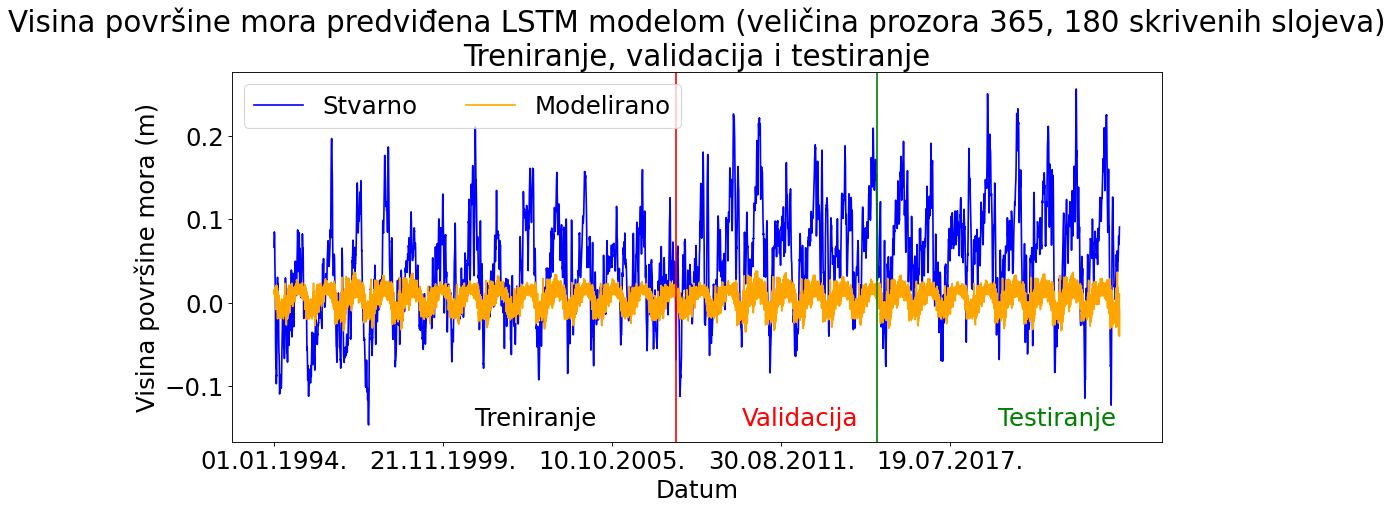 Visina površine mora predviđena LSTM modelom (veličina prozora 365, 180 skrivenih slojeva)
Treniranje, validacija i testiranje
Stvarno Modelirano
Visina površine mora (m)
0.2
0.1
0.0
−0.1
Treniranje Validacija Testiranje
01.01.1994. 21.11.1999. 10.10.2005. 30.08.2011. 19.07.2017.
Datum